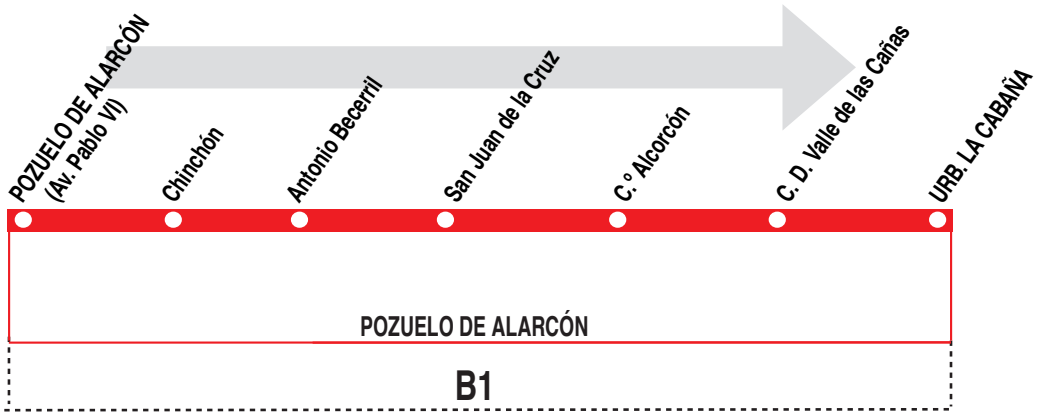 POZUELO DE ALARCÓN
(Av. Pablo VI)
Chinchón
Antonio Becerril
San Juan de la Cruz
C.º Alcorcón
C. D. Valle de las Cañas
URB. LA CABAÑA
POZUELO DE ALARCÓN
B1